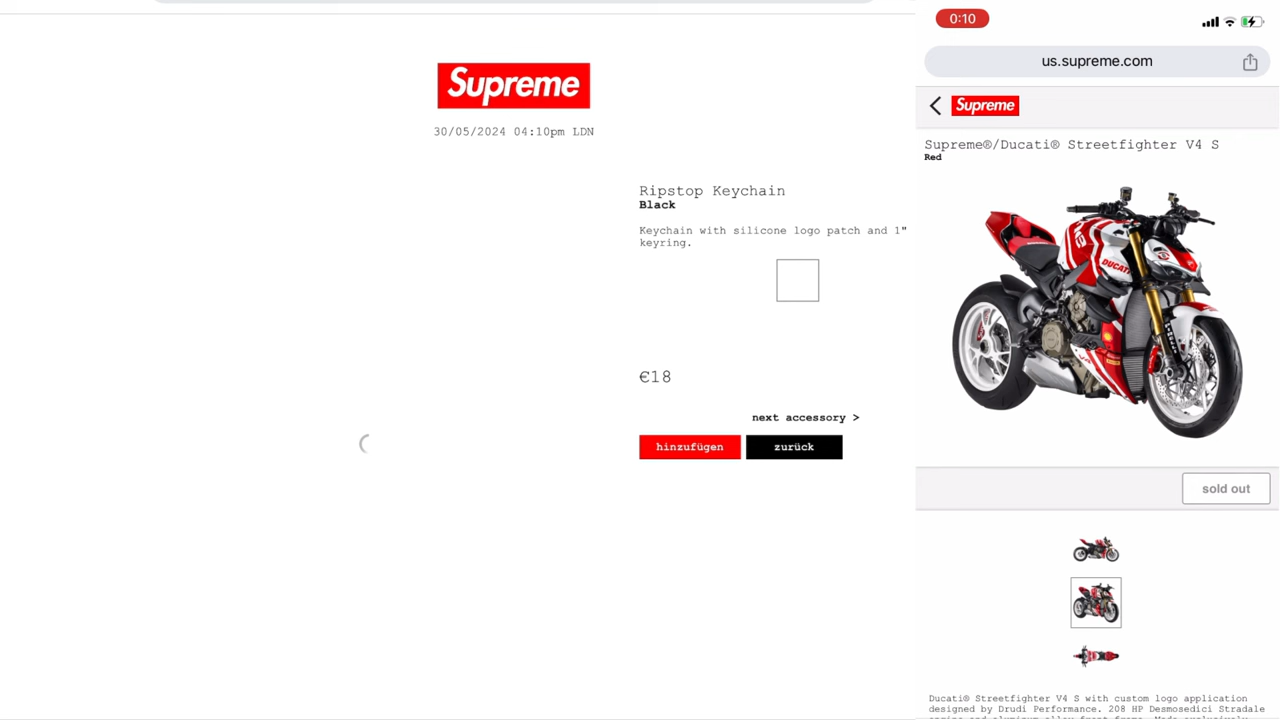 Supreme
30/05/2024 04:10pm LDN
Ripstop Keychain
Black
Keychain with silicone logo patch and 1"
keyring.
€18
next accessory >
hinzufügen
zurück
0:10
us.supreme.com
Supreme
Supreme®/Ducati® Streetfighter V4 S
Red
DUCATI
sold out
Ducati® Streetfighter V4 S with custom logo application
designed by Drudi Performance. 208 HP Desmosedici Stradale